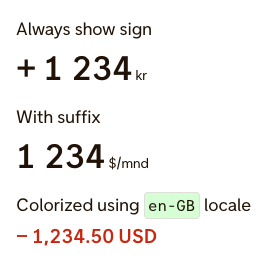 Always show sign
+ 1 234 kr
With suffix
1 234 $/mnd
Colorized using en-GB locale
− 1,234.50 USD